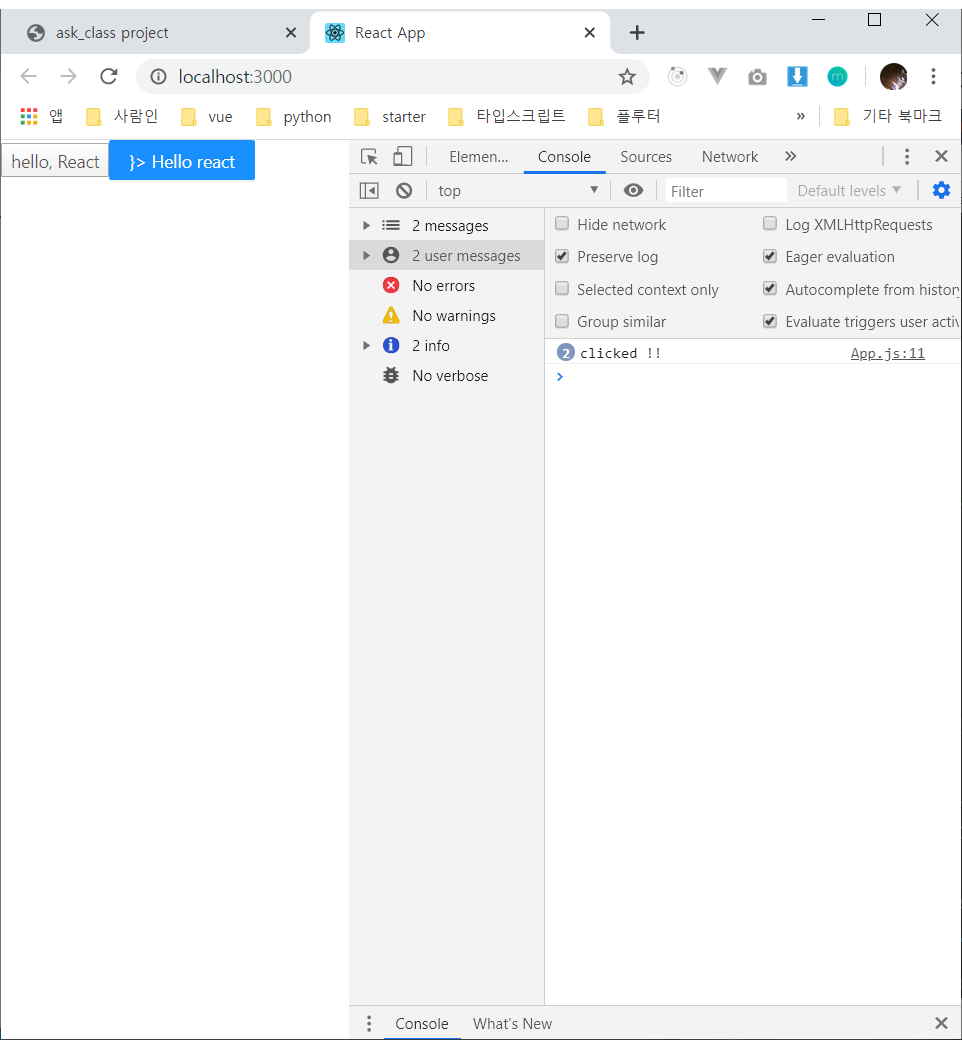 ask_class project
React App
localhost:3000
앱 사람인 vue python starter 타입스크립트 플루터 » 기타 북마크
hello, React
}> Hello react
Elemen... Console Sources Network »
top Filter Default levels
2 messages
2 user messages
No errors
No warnings
2 info
No verbose
Hide network Log XMLHttpRequests
Preserve log Eager evaluation
Selected context only Autocomplete from history
Group similar Evaluate triggers user activ
2 clicked !! App.js:11
Console What's New